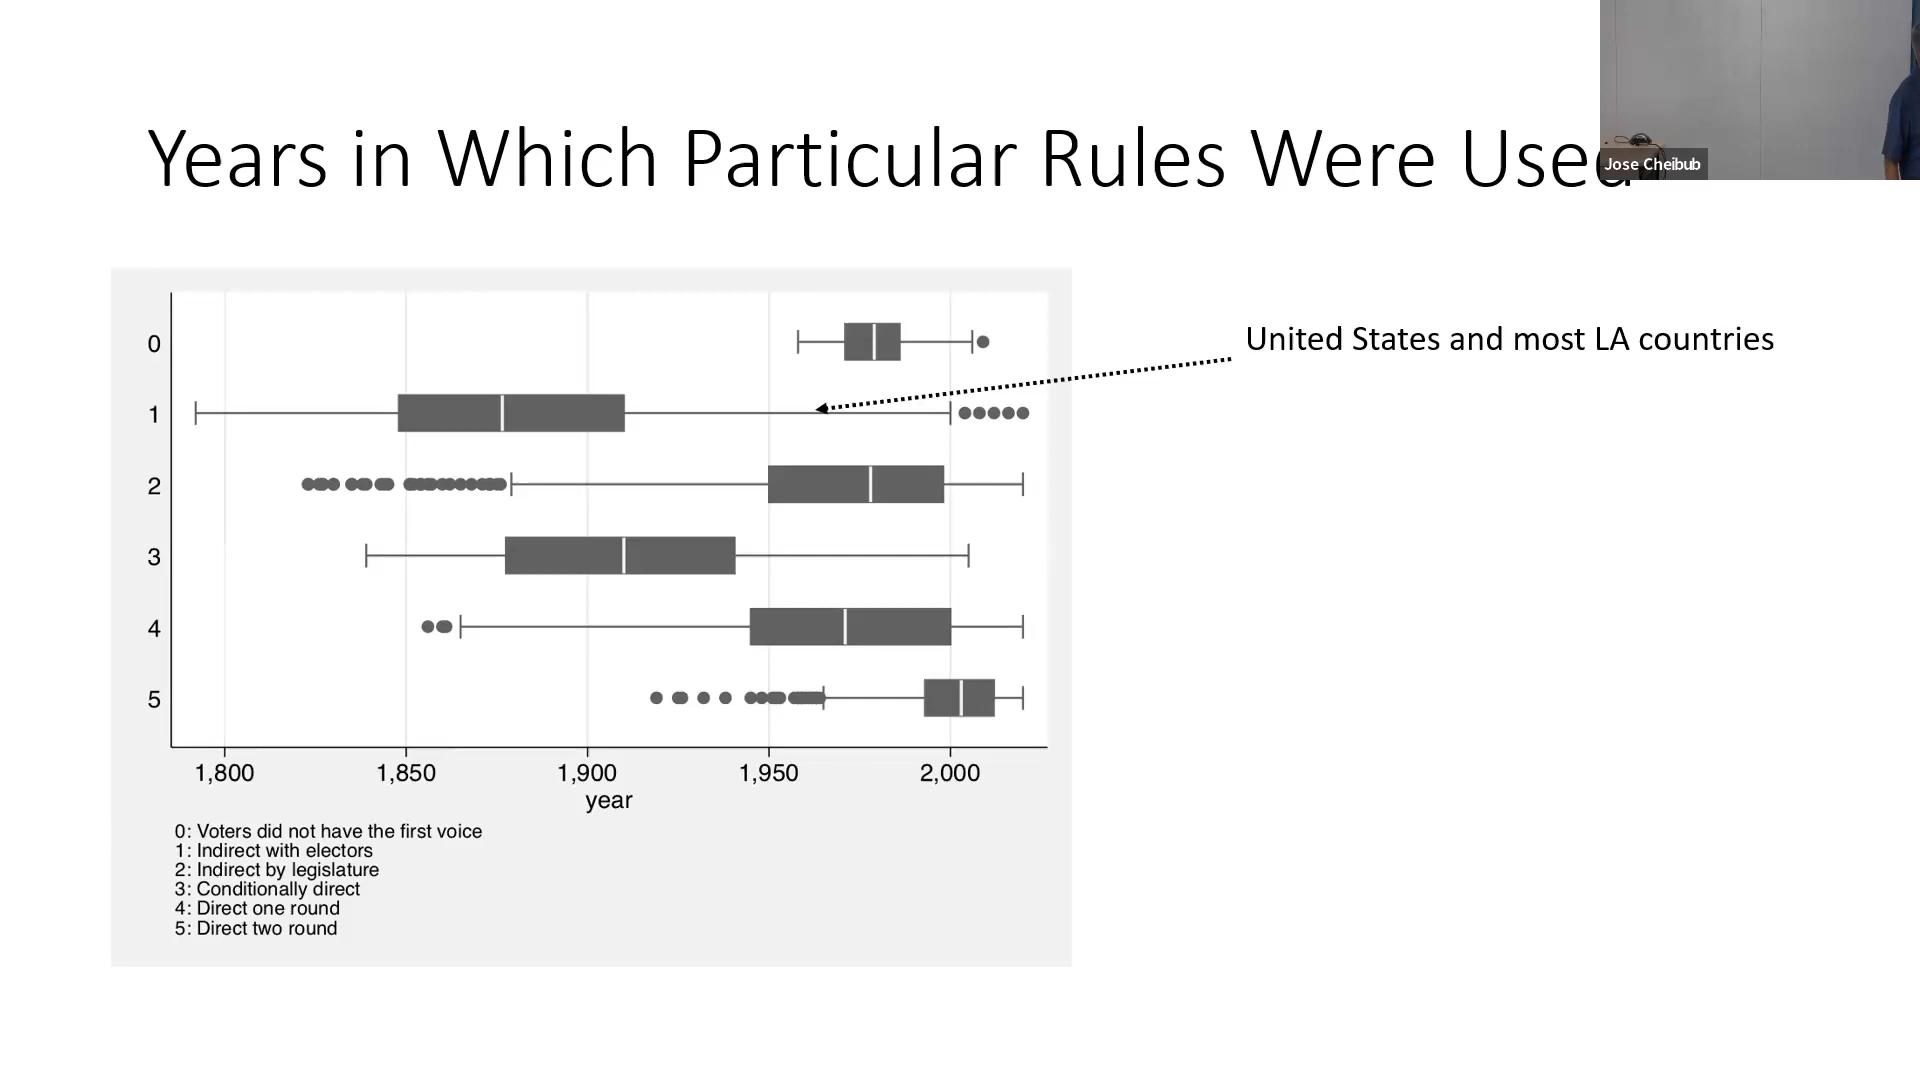 Years in Which Particular Rules Were Used
Jose Cheibub
United States and most LA countries
0
1
2
3
4
5
1,800 1,850 1,900 1,950 2,000
year
0: Voters did not have the first voice
1: Indirect with electors
2: Indirect by legislature
3: Conditionally direct
4: Direct one round
5: Direct two round